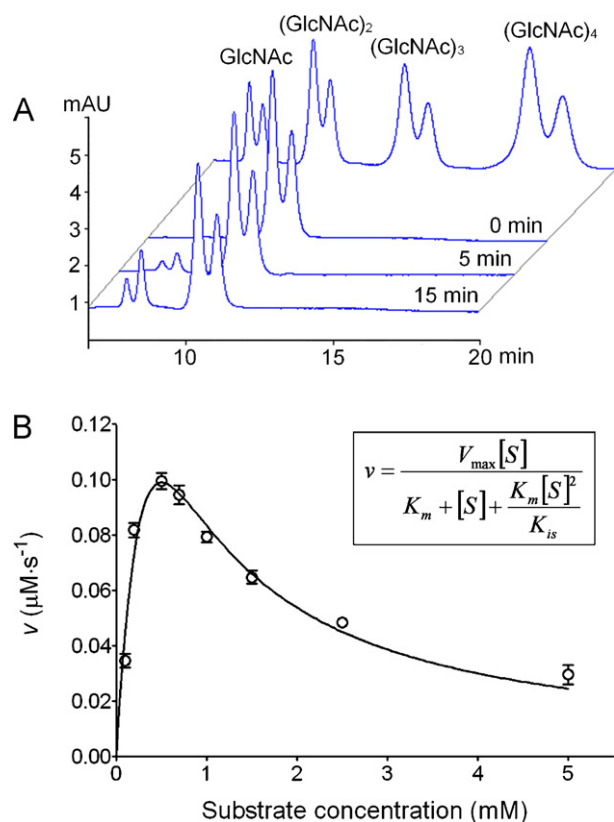 A
mAU
GlcNAc
(GlcNAc)₂
(GlcNAc)₃
(GlcNAc)₄
5
4
3
2
1
0 min
5 min
15 min
10
15
20 min
B
v = Vmax[S] / (Km + [S] + Km[S]² / Kis)
0.12
0.10
0.08
0.06
0.04
0.02
0.00
v (µM·s⁻¹)
0
1
2
3
4
5
Substrate concentration (mM)